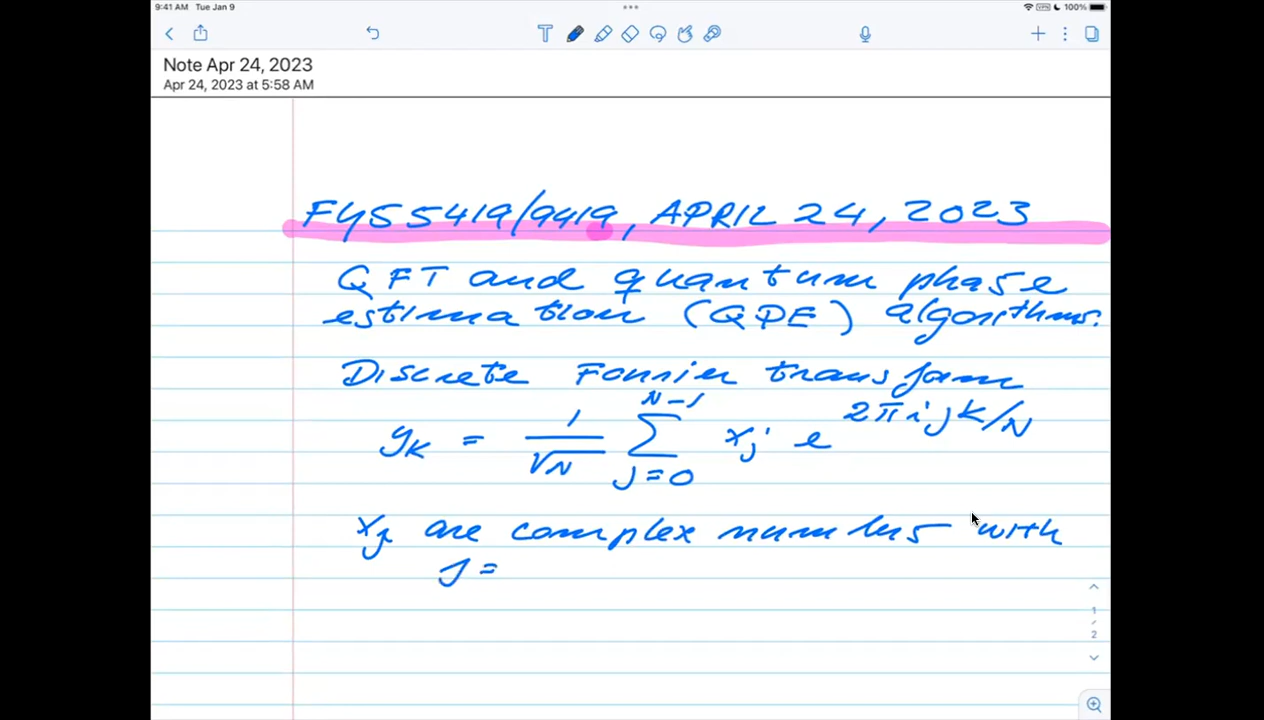 9:41 AM Tue Jan 9
VPN 100%
Note Apr 24, 2023
Apr 24, 2023 at 5:58 AM
FYS5419/9419, APRIL 24, 2023
QFT and quantum phase
estimation (QPE) algorithms.
Discrete Fourier transform
y_k = 1/√N ∑_{j=0}^{N-1} x_j e^{2πijk/N}
x_j are complex numbers with
j =
1
/
2